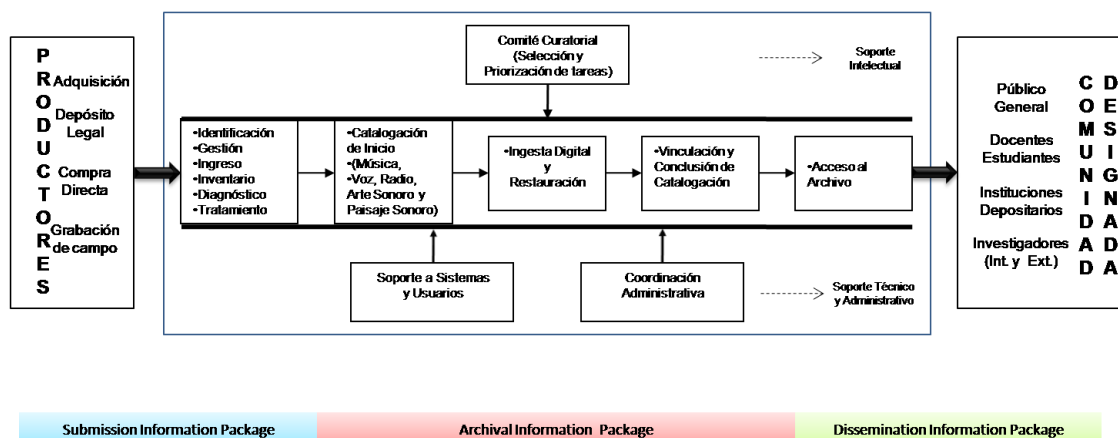 PRODUCTORES
Adquisición
Depósito
Legal
Compra
Directa
Grabación
de campo
Comité Curatorial
(Selección y
Priorización de tareas)
Soporte
Intelectual
•Identificación
•Gestión
•Ingreso
•Inventario
•Diagnóstico
•Tratamiento
•Catalogación
de Inicio
•(Música,
•Voz, Radio,
Arte Sonoro y
Paisaje Sonoro)
•Ingesta Digital
y
Restauración
•Vinculación y
Conclusión de
Catalogación
•Acceso al
Archivo
Soporte a Sistemas
y Usuarios
Coordinación
Administrativa
Soporte Técnico
y Administrativo
Público
General
Docentes
Estudiantes
Instituciones
Depositarios
Investigadores
(Int. y Ext.)
COMUNIDAD
DESIGNADA
Submission Information Package
Archival Information Package
Dissemination Information Package